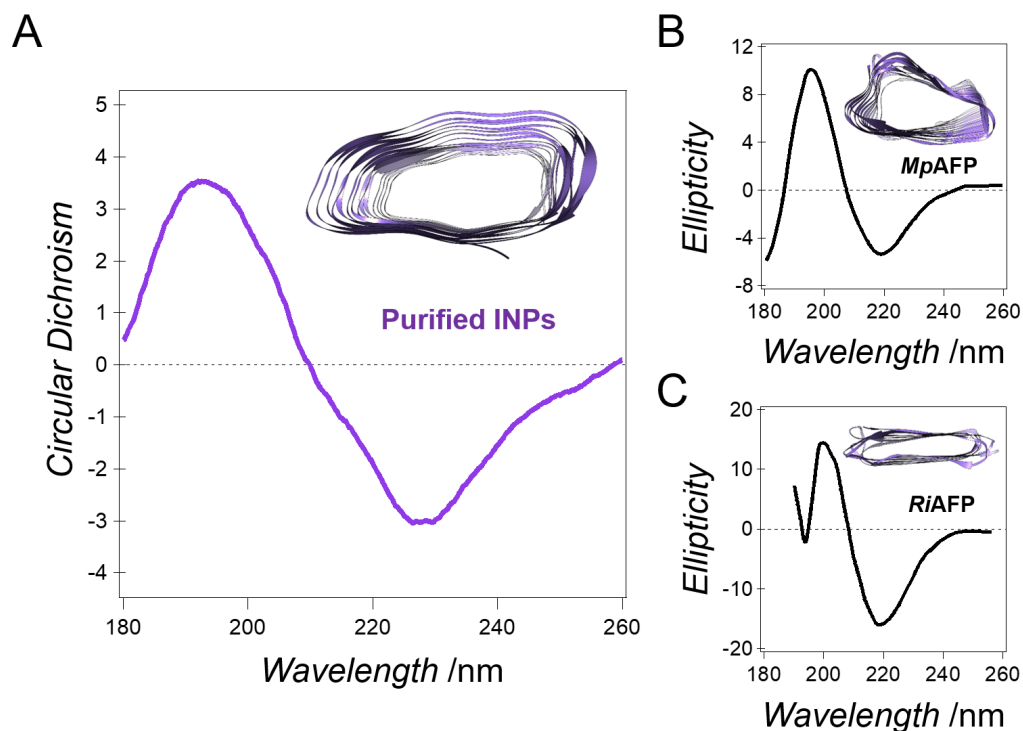 A
5
4
3
2
1
0
-1
-2
-3
-4
180
200
220
240
260
Circular Dichroism
Wavelength /nm
Purified INPs
B
12
8
4
0
-4
-8
180 200 220 240 260
Ellipticity
Wavelength /nm
MpAFP
C
20
10
0
-10
-20
180 200 220 240 260
Ellipticity
Wavelength /nm
RiAFP